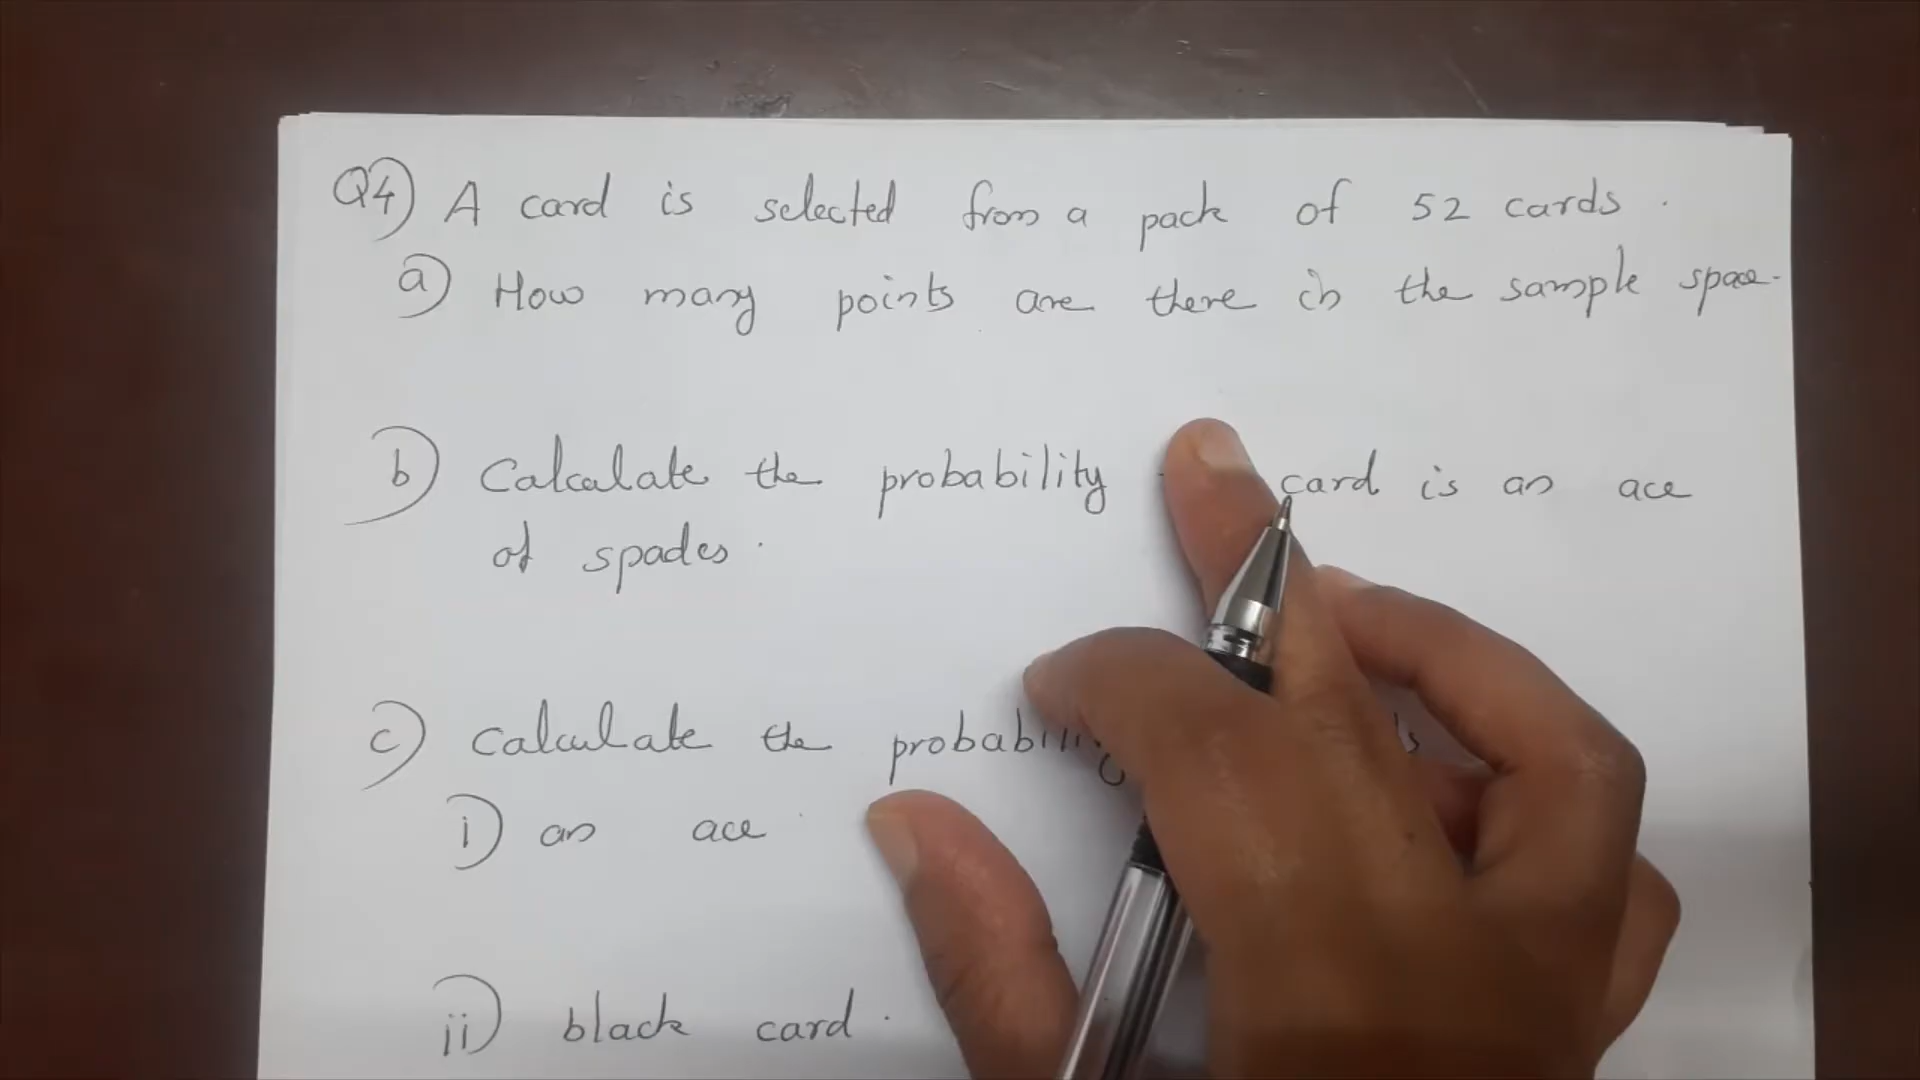 Q4) A card is selected from a pack of 52 cards.
a) How many points are there in the sample space.
b) Calculate the probability card is an ace
of spades.
c) Calculate the probability
i) an ace
ii) black card.